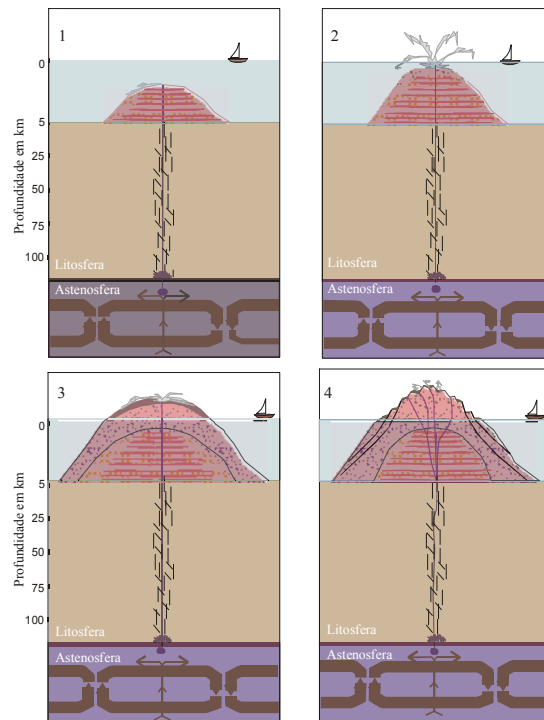 1
0
5
25
50
75
100
Profundidade em km
Litosfera
Astenosfera
2
Litosfera
Astenosfera
3
0
5
25
50
75
100
Profundidade em km
Litosfera
Astenosfera
4
Litosfera
Astenosfera